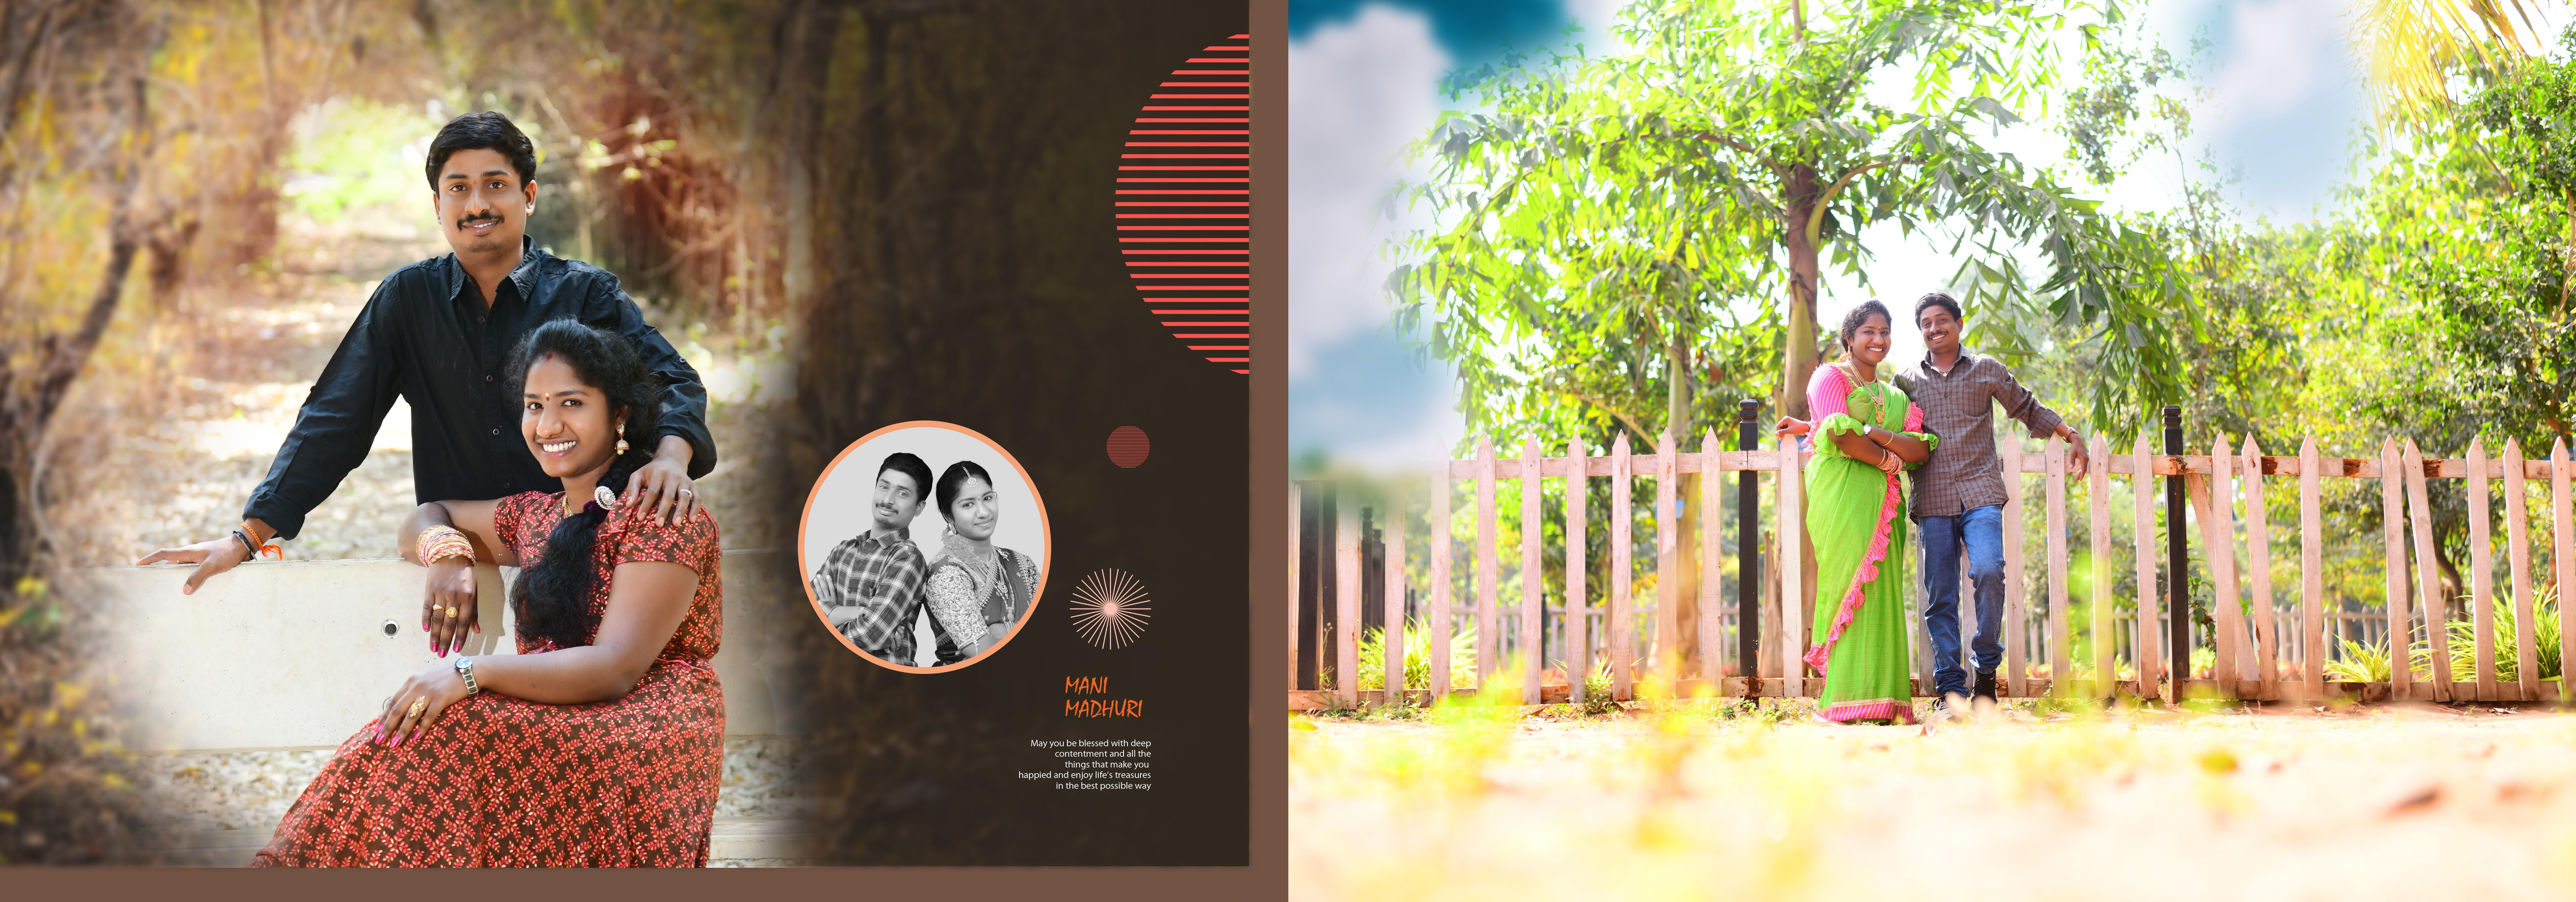 MANI
MADHURI
May you be blessed with deep
contentment and all the
things that make you
happied and enjoy life's treasures
in the best possible way